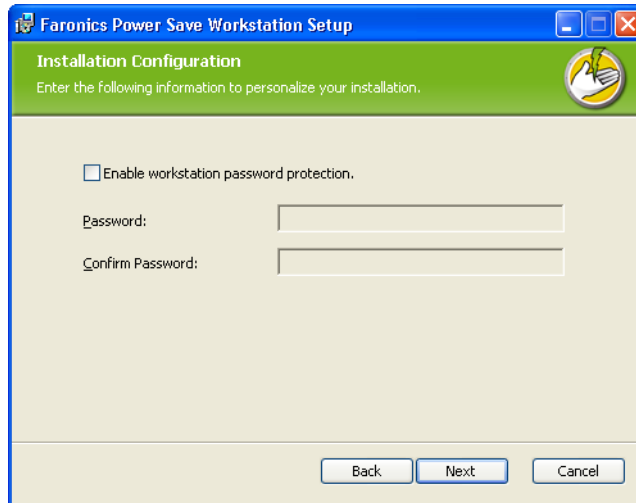 Faronics Power Save Workstation Setup
Installation Configuration
Enter the following information to personalize your installation.
Enable workstation password protection.
Password:
Confirm Password:
Back Next Cancel